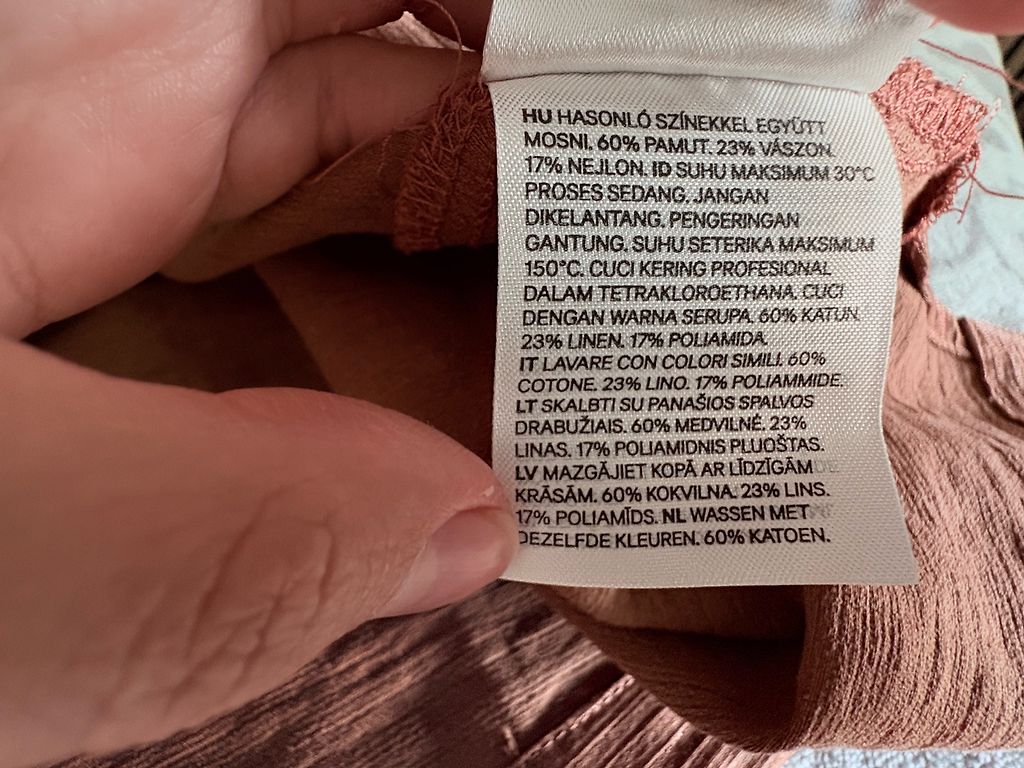 HU HASONLÓ SZÍNEKKEL EGYÜTT
MOSNI. 60% PAMUT. 23% VÁSZON.
17% NEJLON. ID SUHU MAKSIMUM 30°C
PROSES SEDANG. JANGAN
DIKELANTANG. PENGERINGAN
GANTUNG. SUHU SETERIKA MAKSIMUM
150°C. CUCI KERING PROFESIONAL
DALAM TETRAKLOROETHANA. CUCI
DENGAN WARNA SERUPA. 60% KATUN.
23% LINEN. 17% POLIAMIDA.
IT LAVARE CON COLORI SIMILI. 60%
COTONE. 23% LINO. 17% POLIAMMIDE.
LT SKALBTI SU PANAŠIOS SPALVOS
DRABUŽIAIS. 60% MEDVILNĖ. 23%
LINAS. 17% POLIAMIDNIS PLUOŠTAS.
LV MAZGĀJIET KOPĀ AR LĪDZĪGĀM
KRĀSĀM. 60% KOKVILNA. 23% LINS.
17% POLIAMĪDS. NL WASSEN MET
DEZELFDE KLEUREN. 60% KATOEN.